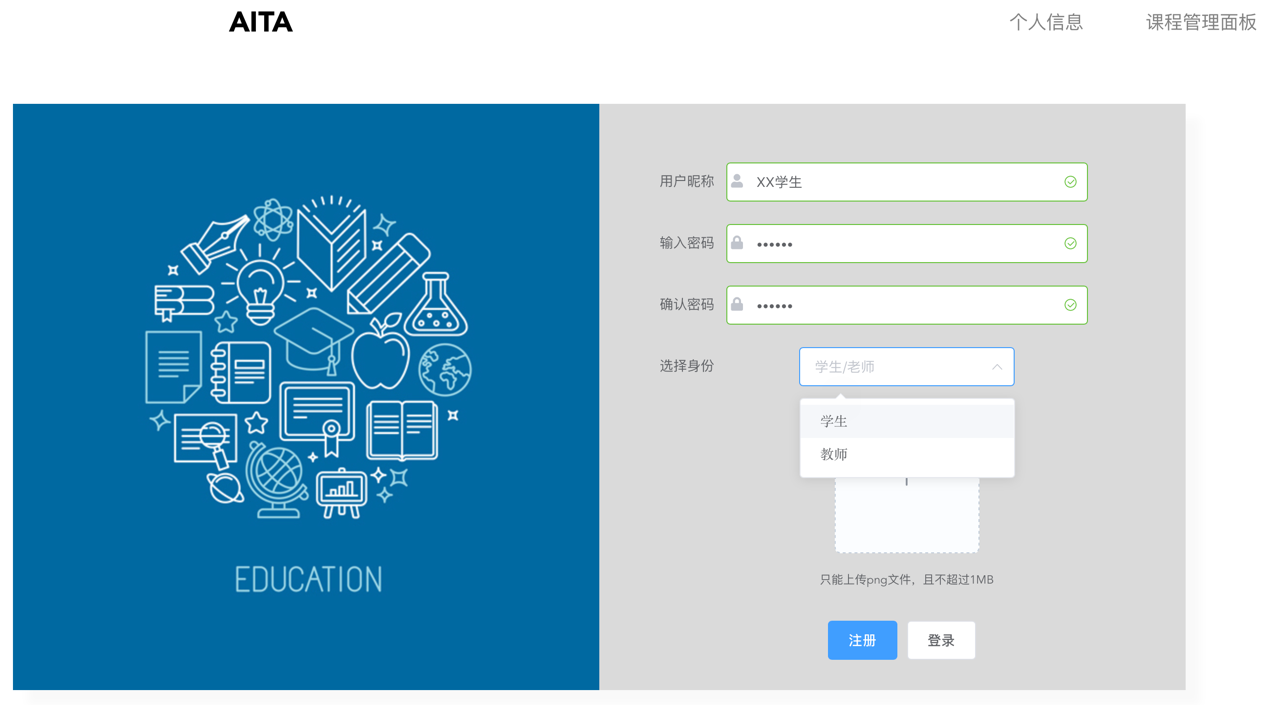 AITA
个人信息
课程管理面板
用户昵称
XX学生
输入密码
••••••
确认密码
••••••
选择身份
学生/老师
学生
教师
只能上传png文件，且不超过1MB
注册
登录
EDUCATION